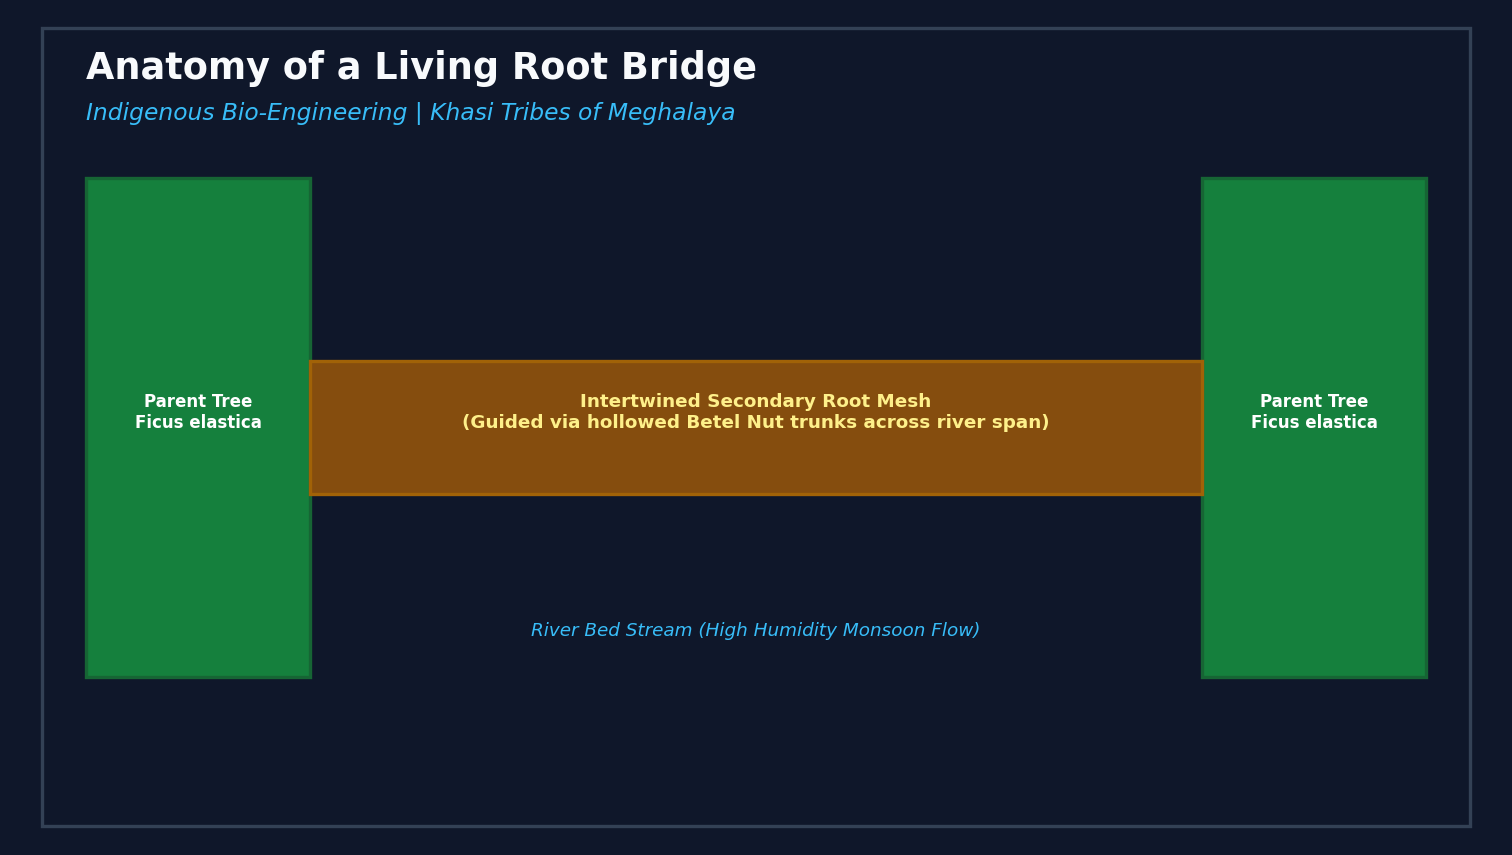 Anatomy of a Living Root Bridge
Indigenous Bio-Engineering | Khasi Tribes of Meghalaya
Parent Tree
Ficus elastica
Intertwined Secondary Root Mesh
(Guided via hollowed Betel Nut trunks across river span)
Parent Tree
Ficus elastica
River Bed Stream (High Humidity Monsoon Flow)